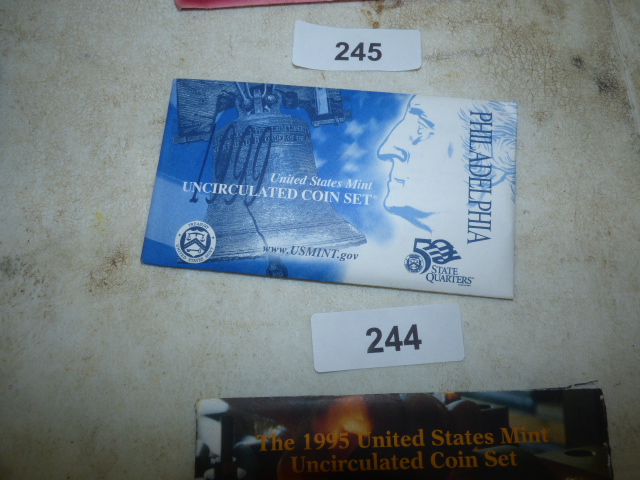 245
1999
United States Mint
UNCIRCULATED COIN SET
www.USMINT.gov
PHILADELPHIA
50
STATE
QUARTERS
244
The 1995 United States Mint
Uncirculated Coin Set